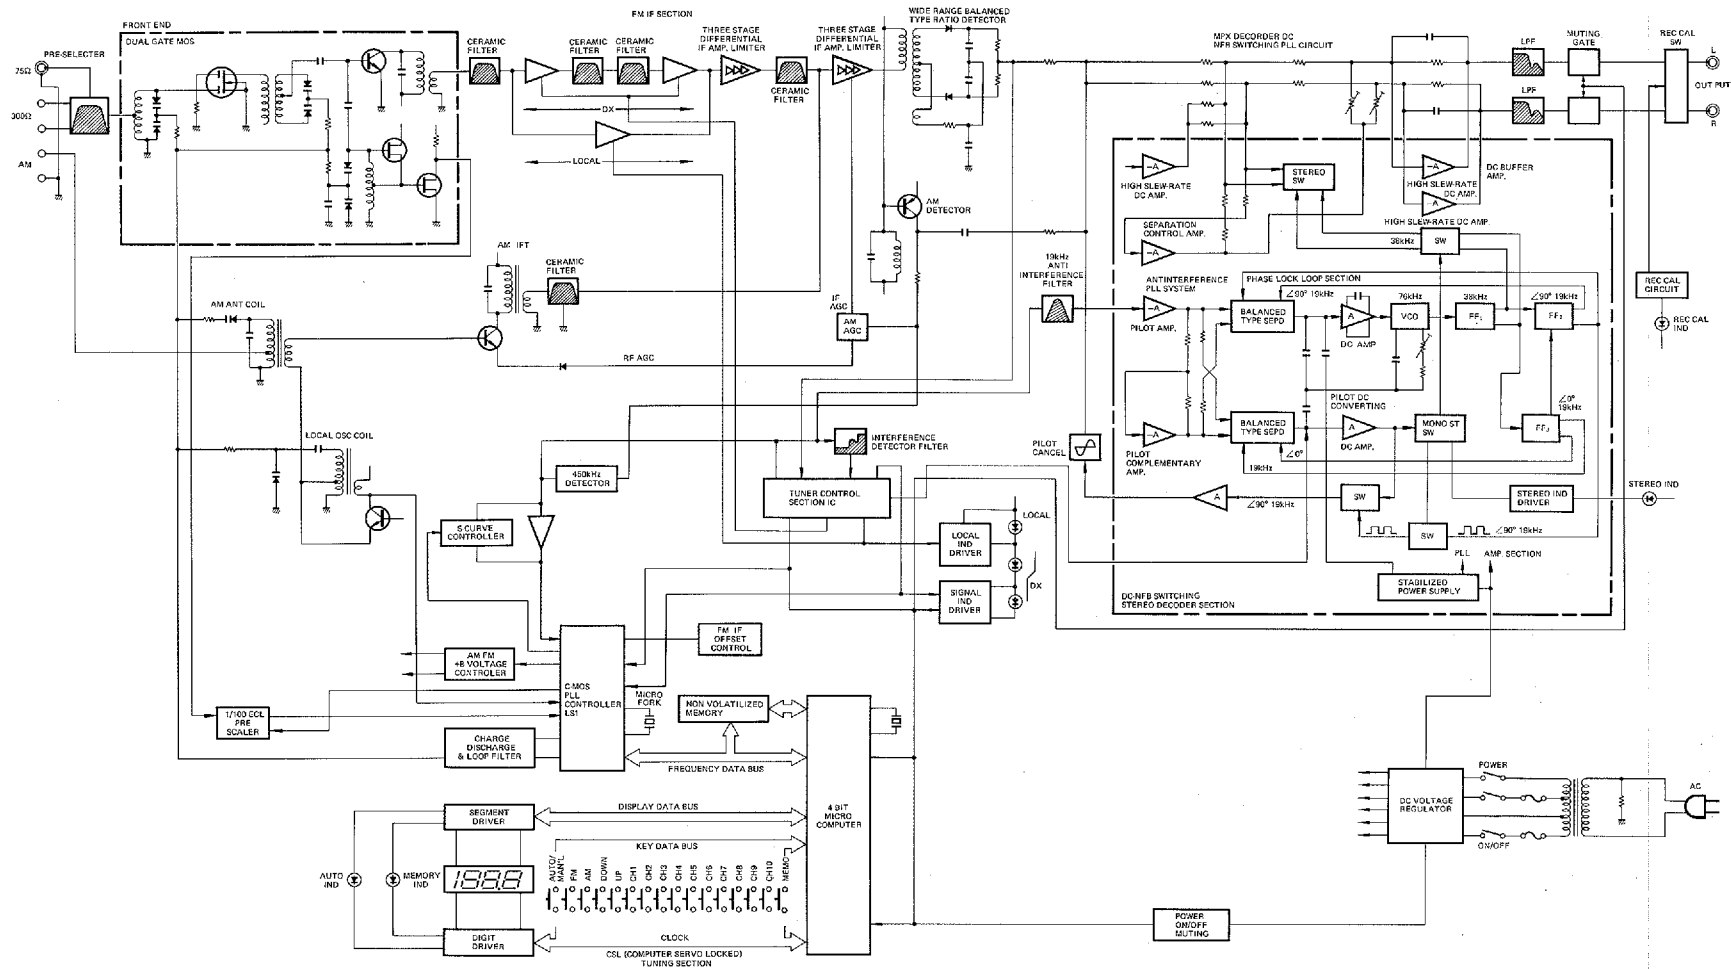 FRONT END
DUAL GATE MOS
PRE-SELECTER
75Ω
300Ω
AM
FM IF SECTION
CERAMIC
FILTER
CERAMIC
FILTER
CERAMIC
FILTER
THREE STAGE
DIFFERENTIAL
IF AMP. LIMITER
CERAMIC
FILTER
THREE STAGE
DIFFERENTIAL
IF AMP. LIMITER
WIDE RANGE BALANCED
TYPE RATIO DETECTOR
DX
LOCAL
MPX DECORDER DC
NFB SWITCHING PLL CIRCUIT
LPF
LPF
MUTING
GATE
REC CAL
SW
L
OUT PUT
R
AM
DETECTOR
AM IFT
CERAMIC
FILTER
IF
AGC
AM
AGC
RF AGC
AM ANT COIL
LOCAL OSC COIL
19kHz
ANTI
INTERFERENCE
FILTER
HIGH SLEW-RATE
DC AMP.
STEREO
SW
DC BUFFER
AMP.
HIGH SLEW-RATE
DC AMP.
HIGH SLEW-RATE DC AMP.
SEPARATION
CONTROL AMP.
38kHz
SW
ANTINTERFERENCE
PLL SYSTEM
PHASE LOCK LOOP SECTION
∠90° 19kHz
76kHz
38kHz
∠90° 19kHz
PILOT AMP.
BALANCED
TYPE SEPD
A
DC AMP
VCO
FF1
FF2
REC CAL
CIRCUIT
REC CAL
IND
PILOT DC
CONVERTING
∠0°
19kHz
BALANCED
TYPE SEPD
A
DC AMP.
MONO ST
SW
FF3
PILOT
COMPLEMENTARY
AMP.
∠0°
19kHz
PILOT
CANCEL
A
∠90° 19kHz
SW
STEREO IND
DRIVER
STEREO IND
SW
∠90° 19kHz
PLL
AMP. SECTION
STABILIZED
POWER SUPPLY
DC-NFB SWITCHING
STEREO DECODER SECTION
INTERFERENCE
DETECTOR FILTER
450kHz
DETECTOR
TUNER CONTROL
SECTION IC
S CURVE
CONTROLLER
LOCAL
IND
DRIVER
LOCAL
DX
SIGNAL
IND
DRIVER
FM IF
OFFSET
CONTROL
AM FM
+B VOLTAGE
CONTROLER
C-MOS
PLL
CONTROLLER
LS1
MICRO
FORK
1/100 ECL
PRE
SCALER
CHARGE
DISCHARGE
& LOOP FILTER
NON VOLATILIZED
MEMORY
FREQUENCY DATA BUS
4 BIT
MICRO
COMPUTER
SEGMENT
DRIVER
DISPLAY DATA BUS
KEY DATA BUS
AUTO
IND
MEMORY
IND
188.8
AUTO/
MAN'L
FM
AM
DOWN
UP
CH1
CH2
CH3
CH4
CH5
CH6
CH7
CH8
CH9
CH10
MEMO
DIGIT
DRIVER
CLOCK
CSL (COMPUTER SERVO LOCKED)
TUNING SECTION
POWER
ON/OFF
MUTING
DC VOLTAGE
REGULATOR
POWER
ON/OFF
AC